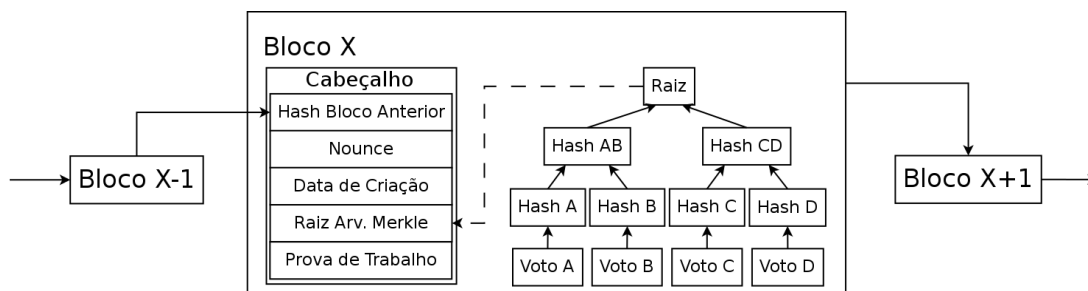 Bloco X
Cabeçalho
Hash Bloco Anterior
Nounce
Data de Criação
Raiz Arv. Merkle
Prova de Trabalho
Raiz
Hash AB
Hash CD
Hash A
Hash B
Hash C
Hash D
Voto A
Voto B
Voto C
Voto D
Bloco X-1
Bloco X+1